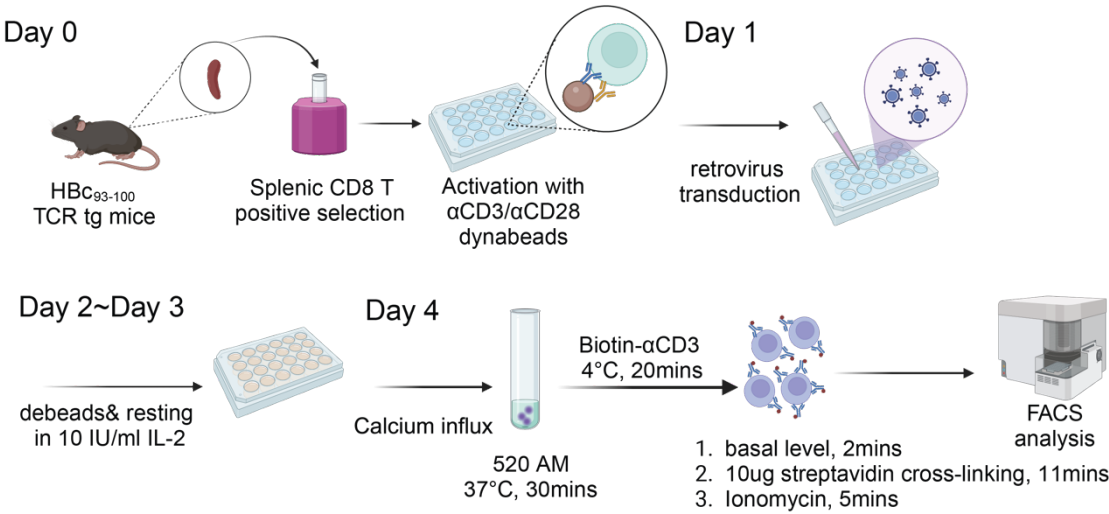 Day 0
Day 1
HBc93-100
TCR tg mice
Splenic CD8 T
positive selection
Activation with
αCD3/αCD28
dynabeads
retrovirus
transduction
Day 2~Day 3
Day 4
debeads& resting
in 10 IU/ml IL-2
Calcium influx
520 AM
37°C, 30mins
Biotin-αCD3
4°C, 20mins
1. basal level, 2mins
2. 10ug streptavidin cross-linking, 11mins
3. Ionomycin, 5mins
FACS
analysis